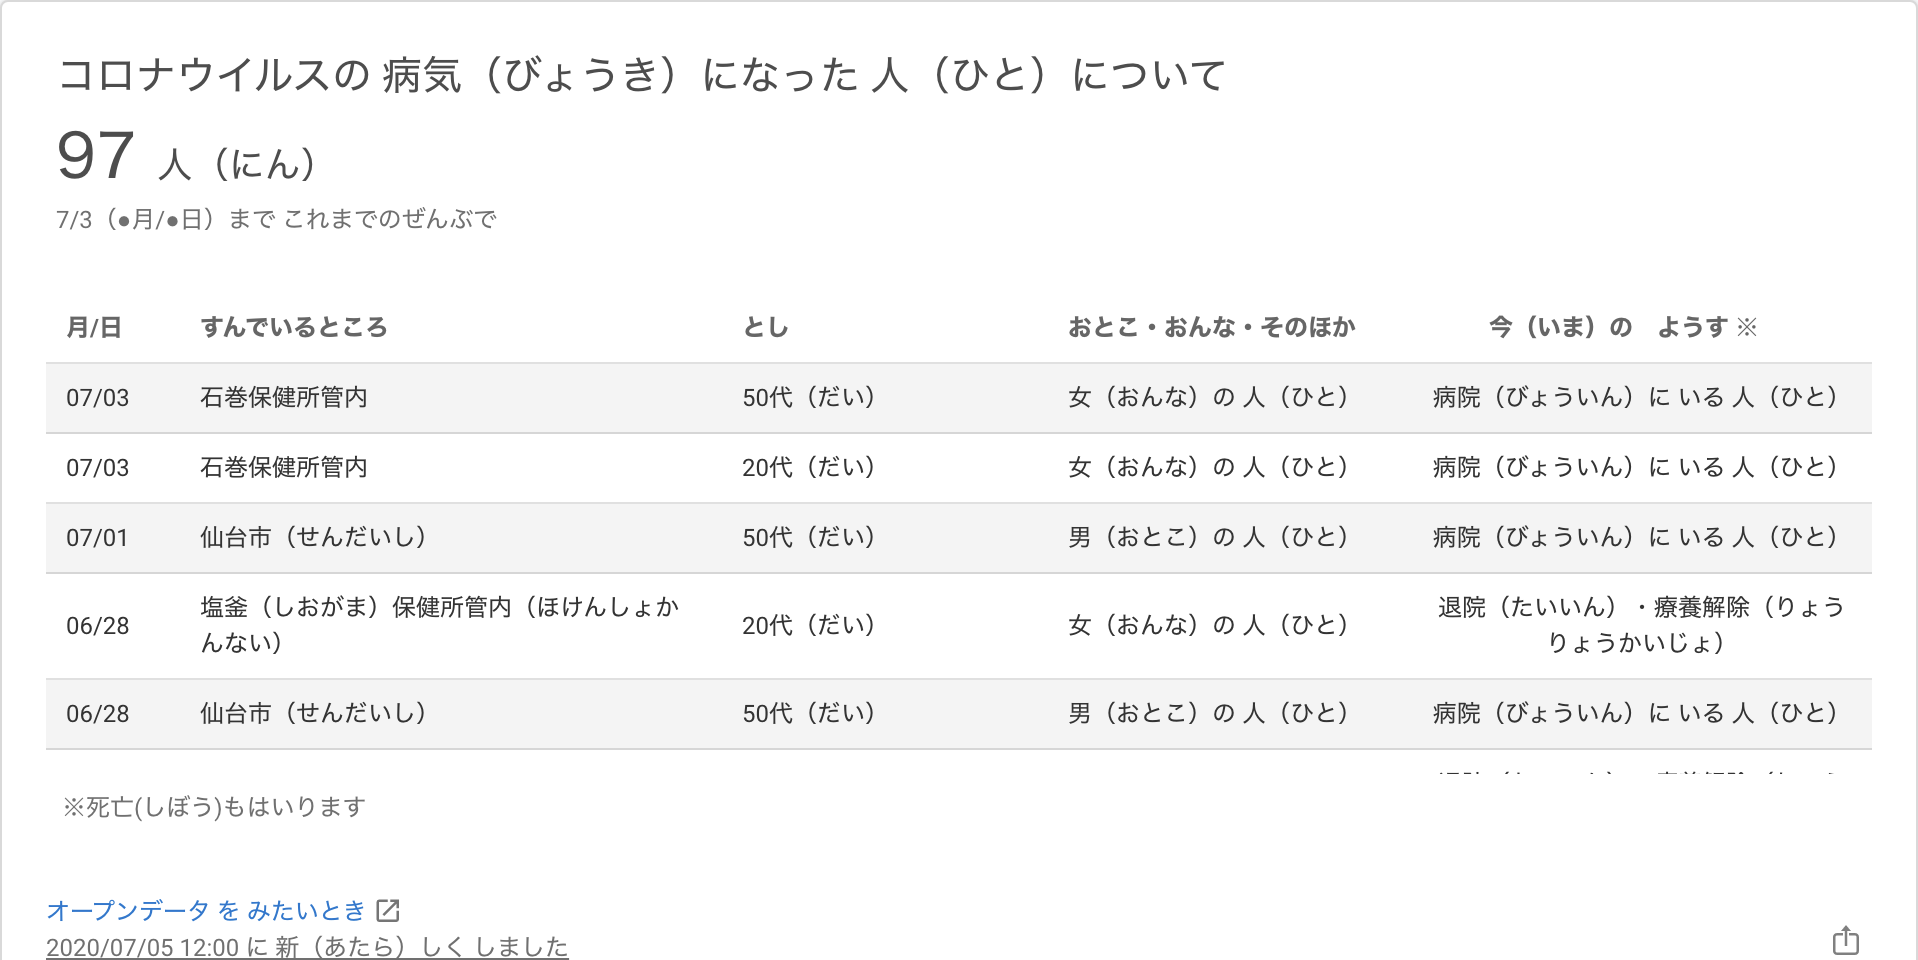 コロナウイルスの 病気（びょうき）になった 人（ひと）について
97 人（にん）
7/3（●月/●日）まで これまでのぜんぶで
月/日 すんでいるところ とし おとこ・おんな・そのほか 今（いま）の　ようす ※
07/03 石巻保健所管内 50代（だい） 女（おんな）の 人（ひと） 病院（びょういん）に いる 人（ひと）
07/03 石巻保健所管内 20代（だい） 女（おんな）の 人（ひと） 病院（びょういん）に いる 人（ひと）
07/01 仙台市（せんだいし） 50代（だい） 男（おとこ）の 人（ひと） 病院（びょういん）に いる 人（ひと）
06/28 塩釜（しおがま）保健所管内（ほけんしょか
んない） 20代（だい） 女（おんな）の 人（ひと） 退院（たいいん）・療養解除（りょう
りょうかいじょ）
06/28 仙台市（せんだいし） 50代（だい） 男（おとこ）の 人（ひと） 病院（びょういん）に いる 人（ひと）
※死亡(しぼう)もはいります
オープンデータ を みたいとき
2020/07/05 12:00 に 新（あたら）しく しました